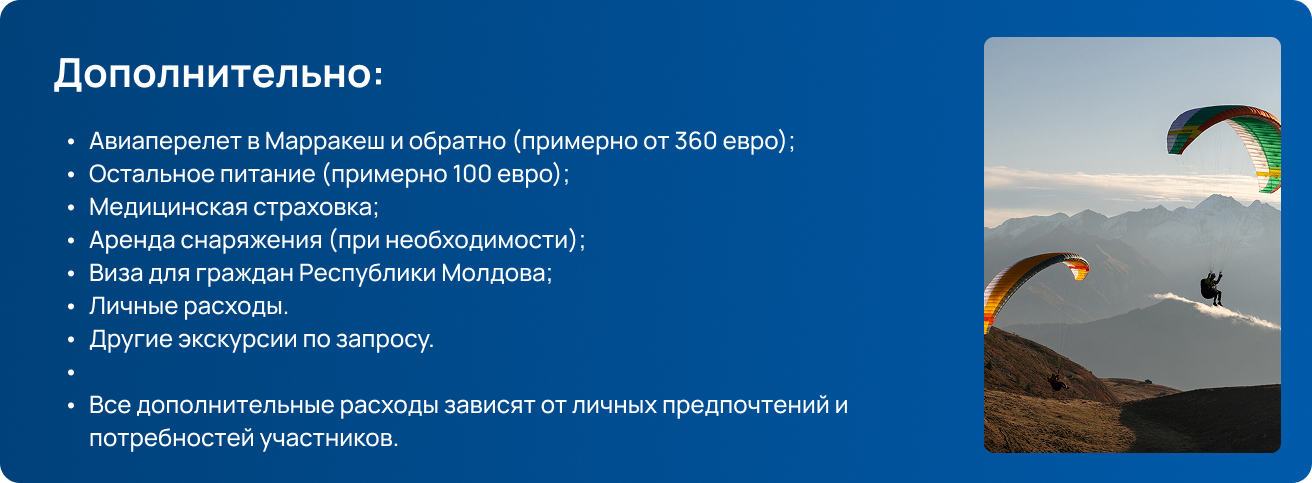 Дополнительно:
• Авиаперелет в Марракеш и обратно (примерно от 360 евро);
• Остальное питание (примерно 100 евро);
• Медицинская страховка;
• Аренда снаряжения (при необходимости);
• Виза для граждан Республики Молдова;
• Личные расходы.
• Другие экскурсии по запросу.
•
• Все дополнительные расходы зависят от личных предпочтений и
потребностей участников.